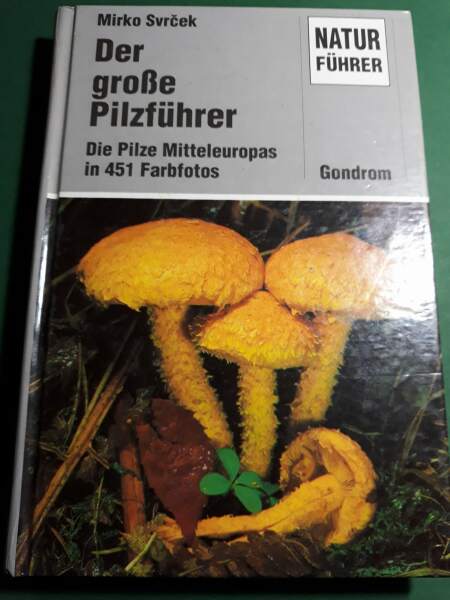 Mirko Svrček
Der
große
Pilzführer
Die Pilze Mitteleuropas
in 451 Farbfotos
NATUR
FÜHRER
Gondrom